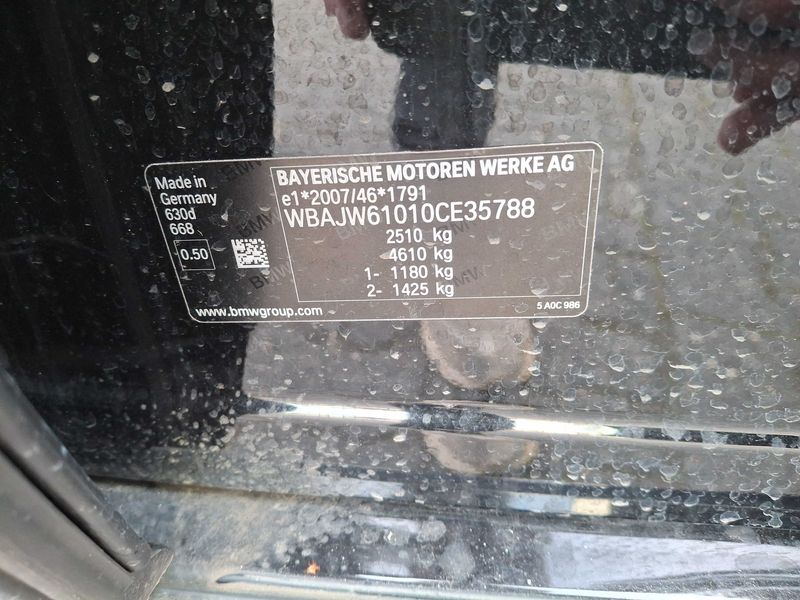 Made in
Germany
630d
668
0.50
www.bmwgroup.com
BAYERISCHE MOTOREN WERKE AG
e1*2007/46*1791
WBAJW61010CE35788
2510 kg
4610 kg
1- 1180 kg
2- 1425 kg
5 A0C 986